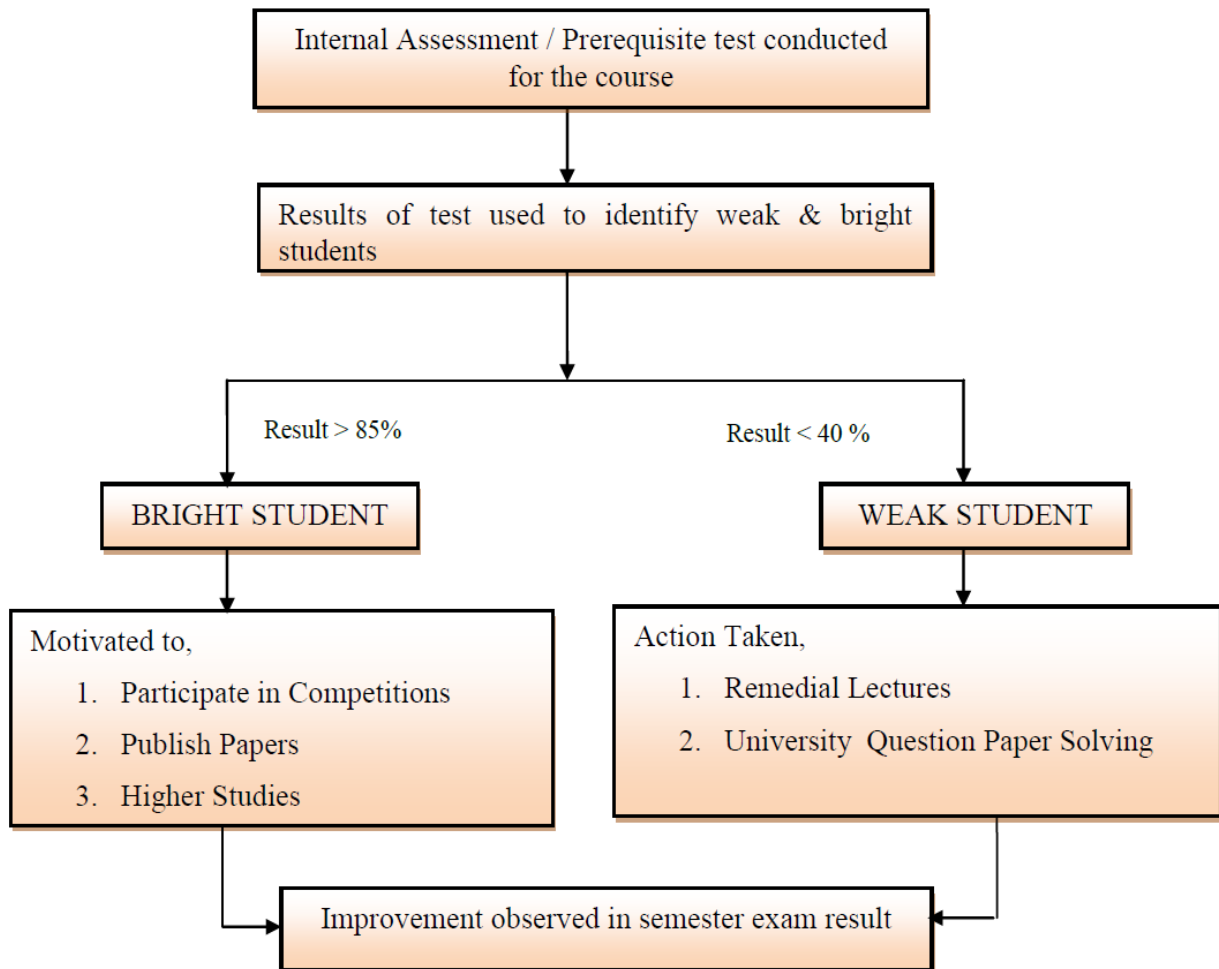 Internal Assessment / Prerequisite test conducted
for the course
Results of test used to identify weak & bright
students
Result > 85%
Result < 40 %
BRIGHT STUDENT
WEAK STUDENT
Motivated to,
1. Participate in Competitions
2. Publish Papers
3. Higher Studies
Action Taken,
1. Remedial Lectures
2. University Question Paper Solving
Improvement observed in semester exam result